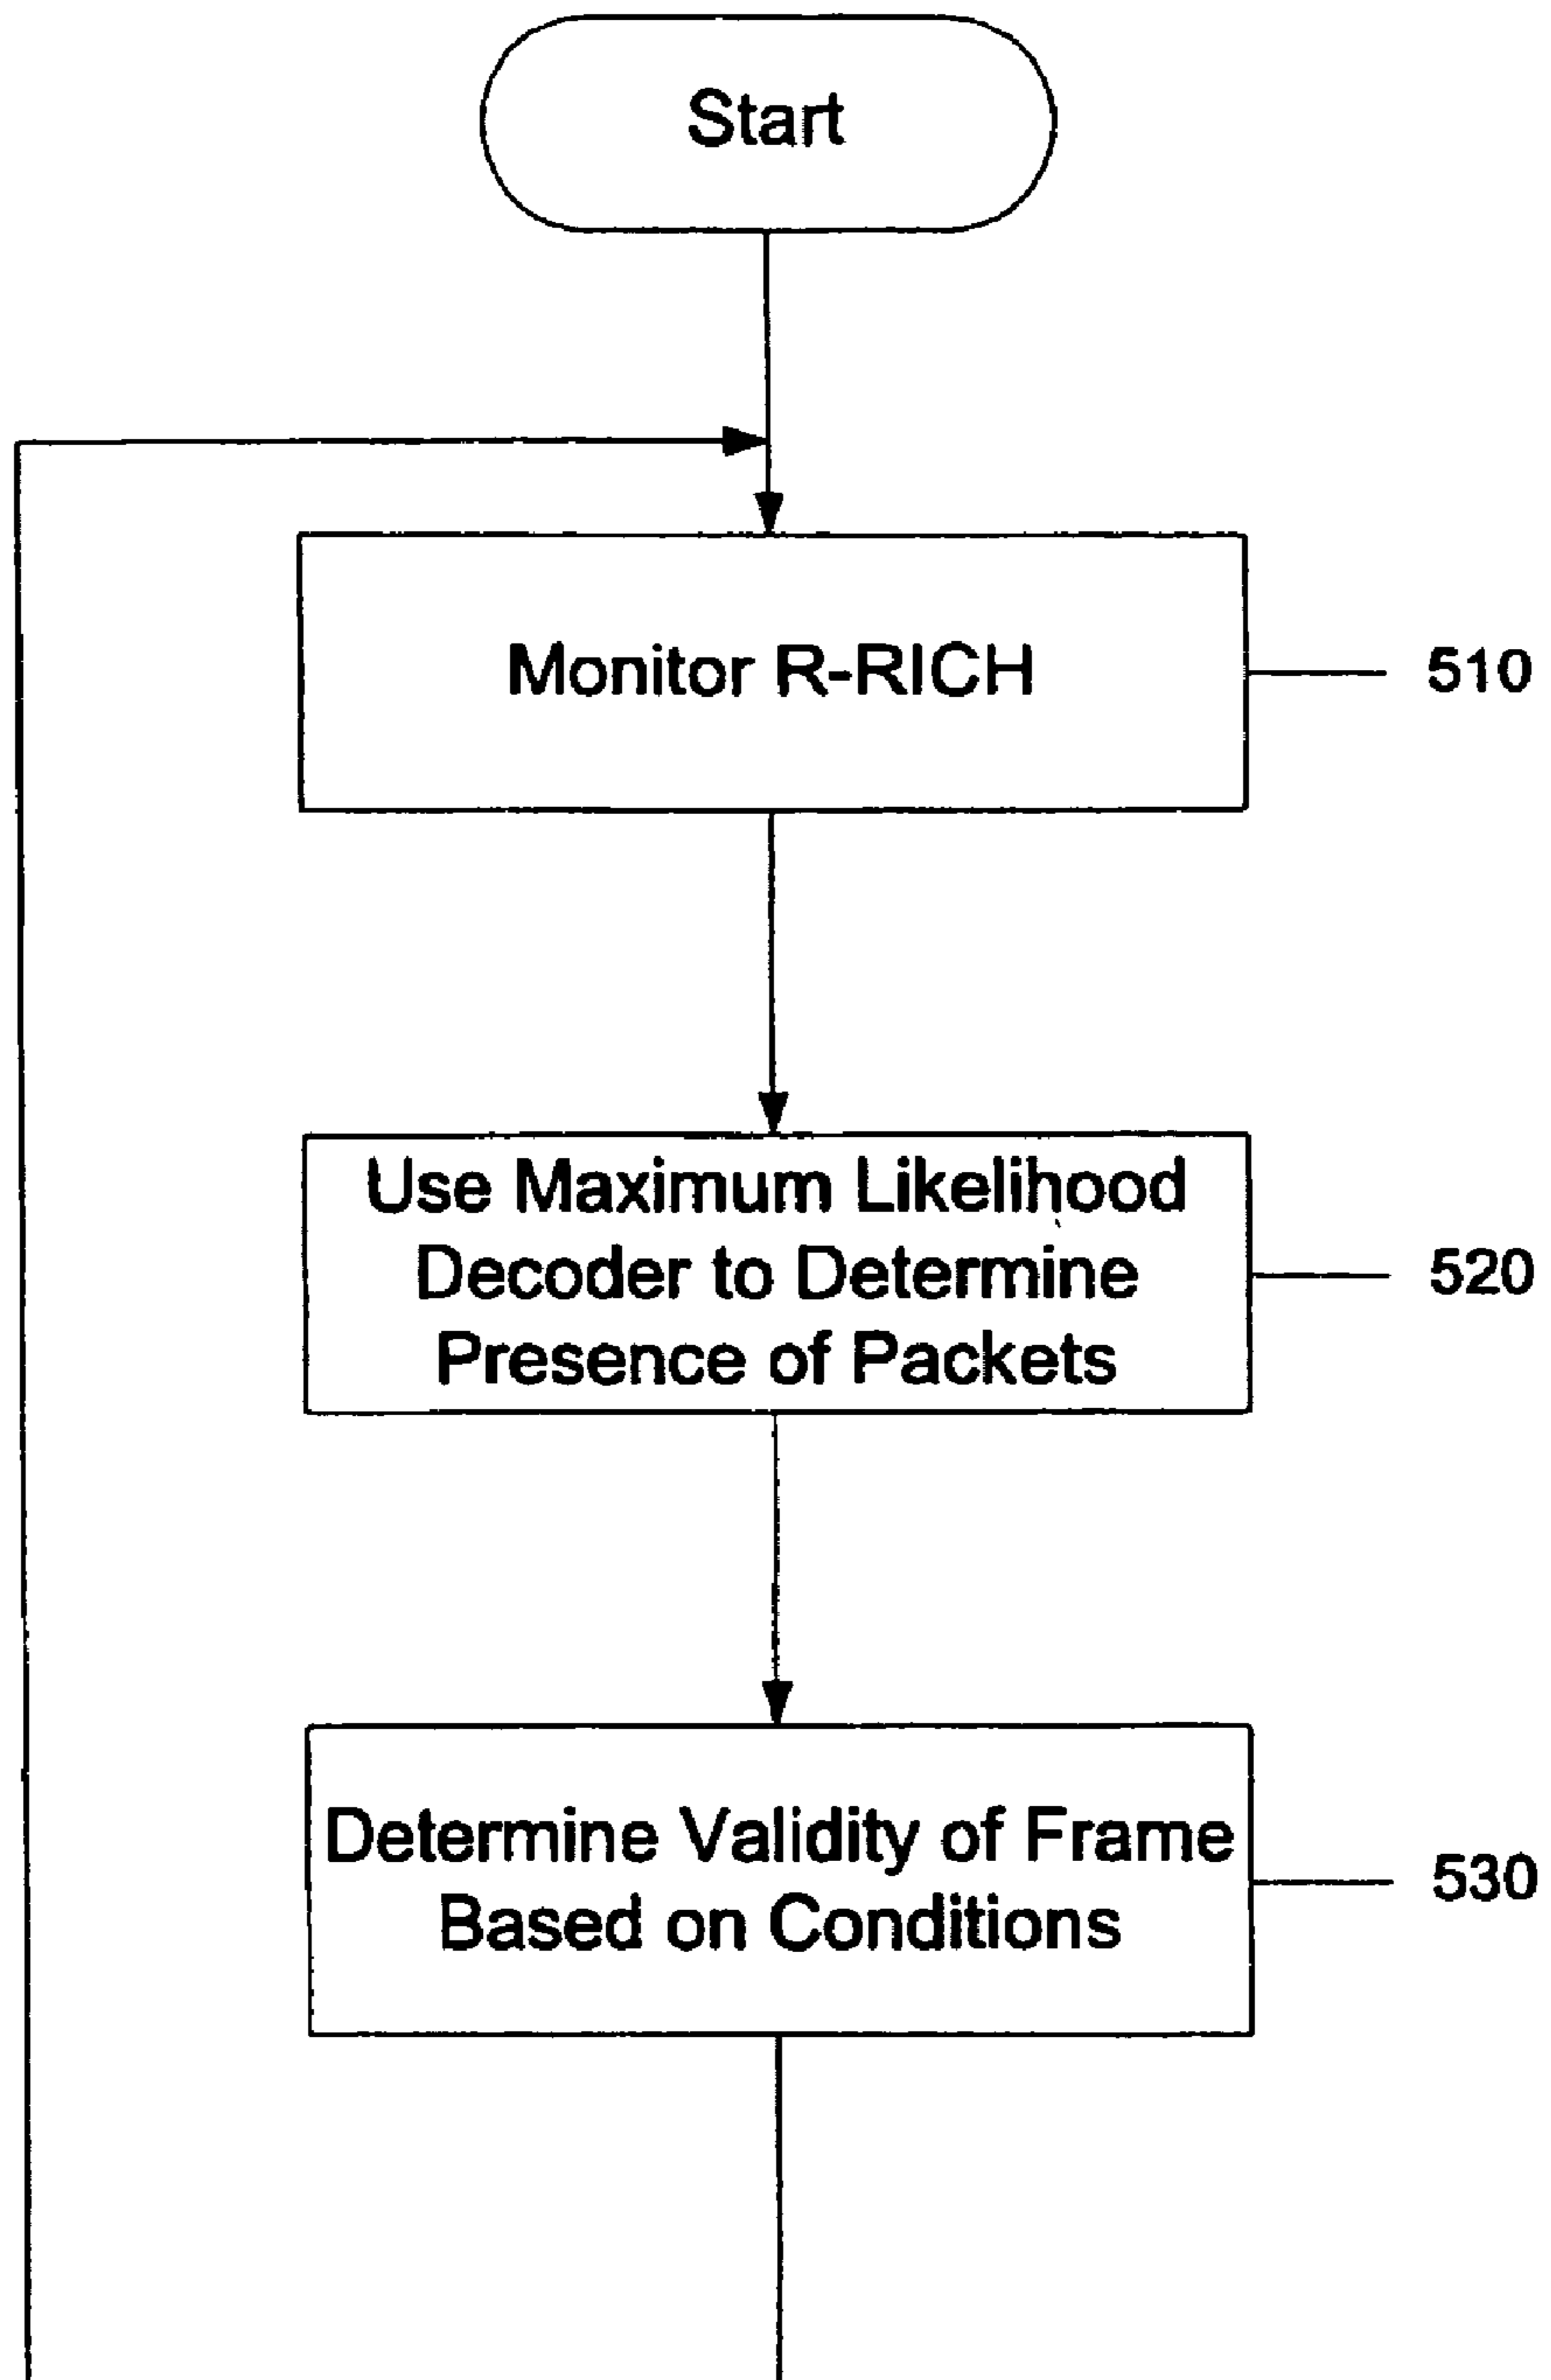 Start
Monitor R-RICH
510
Use Maximum Likelihood
Decoder to Determine
Presence of Packets
520
Determine Validity of Frame
Based on Conditions
530